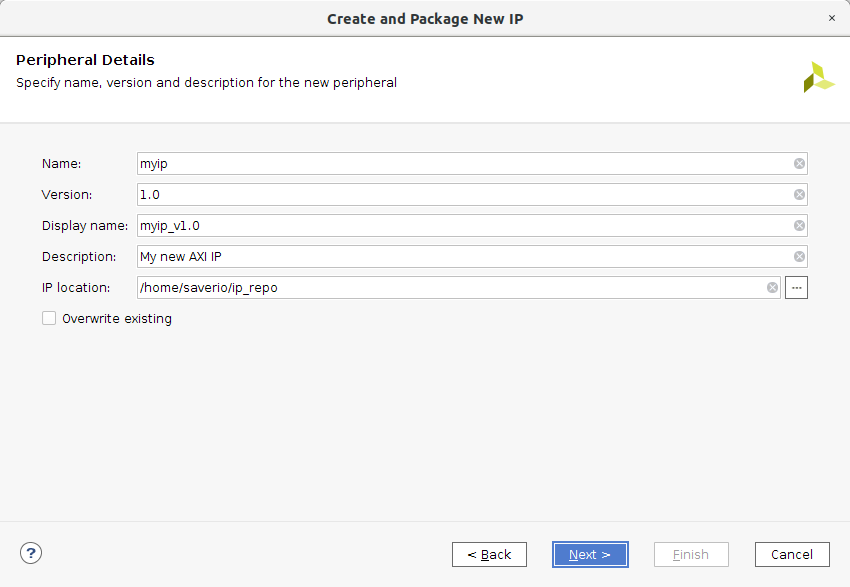 Create and Package New IP
×
Peripheral Details
Specify name, version and description for the new peripheral
Name: myip
Version: 1.0
Display name: myip_v1.0
Description: My new AXI IP
IP location: /home/saverio/ip_repo ...
Overwrite existing
? < Back Next > Finish Cancel